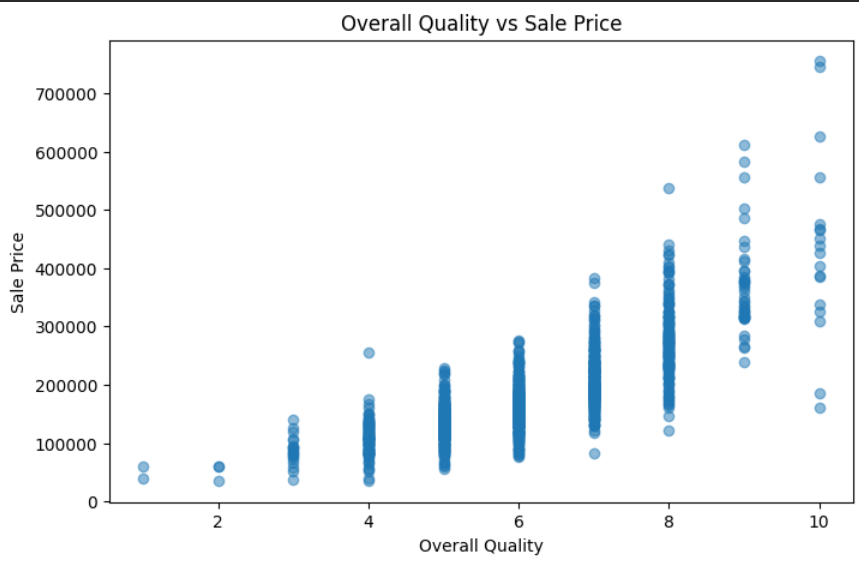 Overall Quality vs Sale Price
700000
600000
500000
400000
300000
200000
100000
0
Sale Price
2 4 6 8 10
Overall Quality